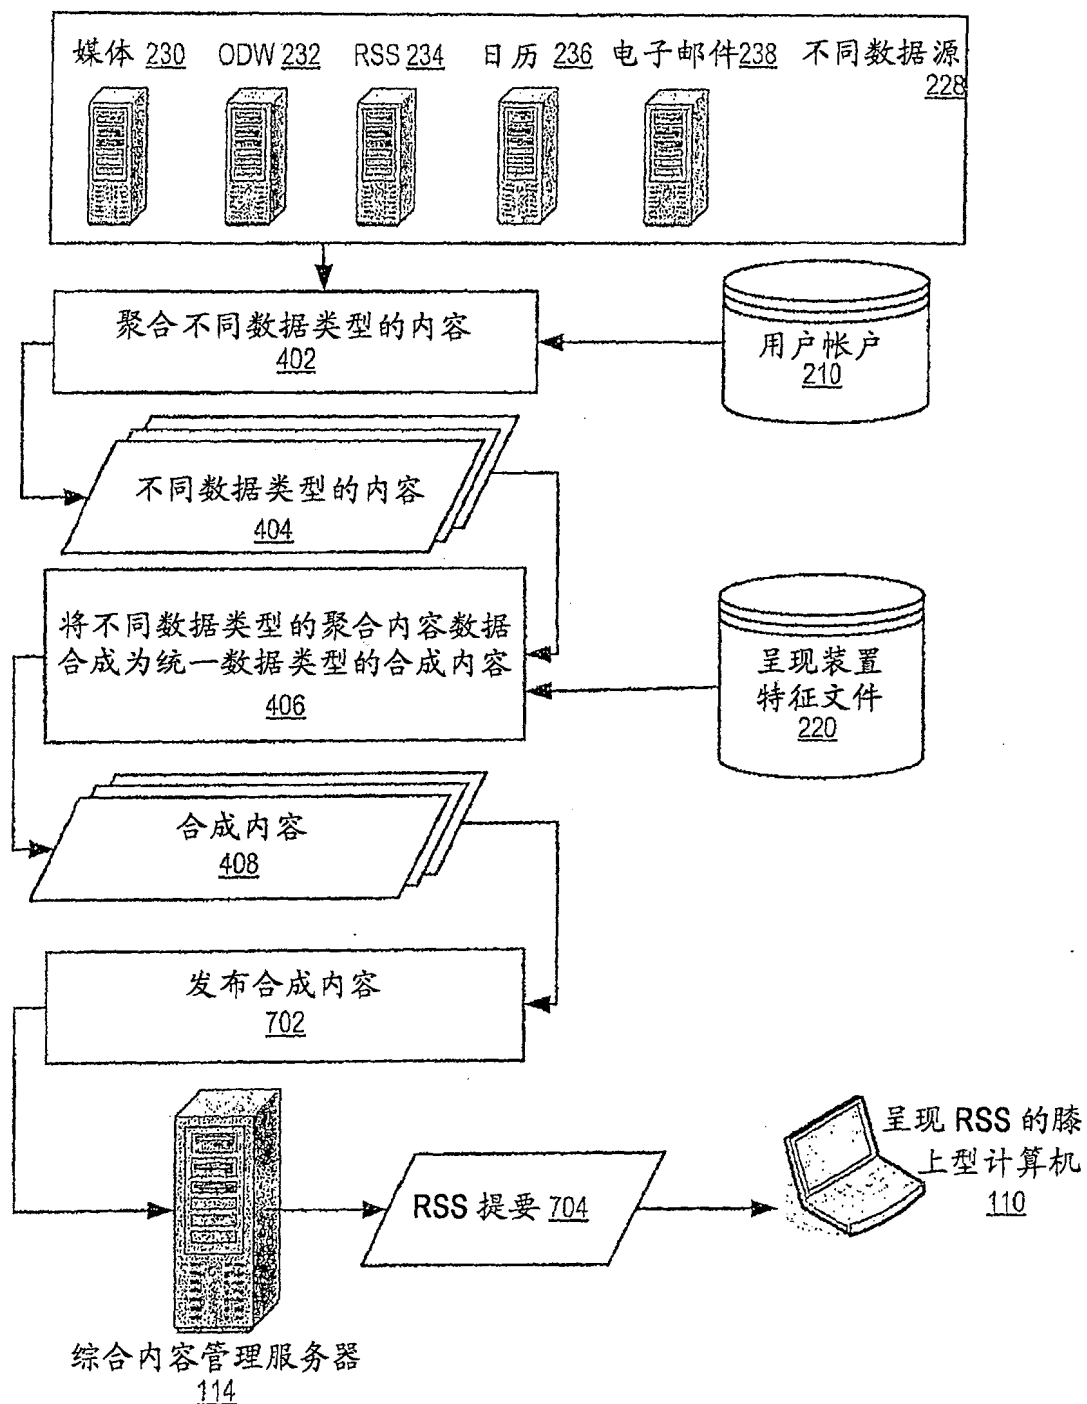 媒体 230 ODW 232 RSS 234 日历 236 电子邮件 238 不同数据源
228
聚合不同数据类型的内容
402
用户帐户
210
不同数据类型的内容
404
将不同数据类型的聚合内容数据
合成为统一数据类型的合成内容
406
呈现装置
特征文件
220
合成内容
408
发布合成内容
702
呈现 RSS 的膝
上型计算机
110
RSS 提要 704
综合内容管理服务器
114